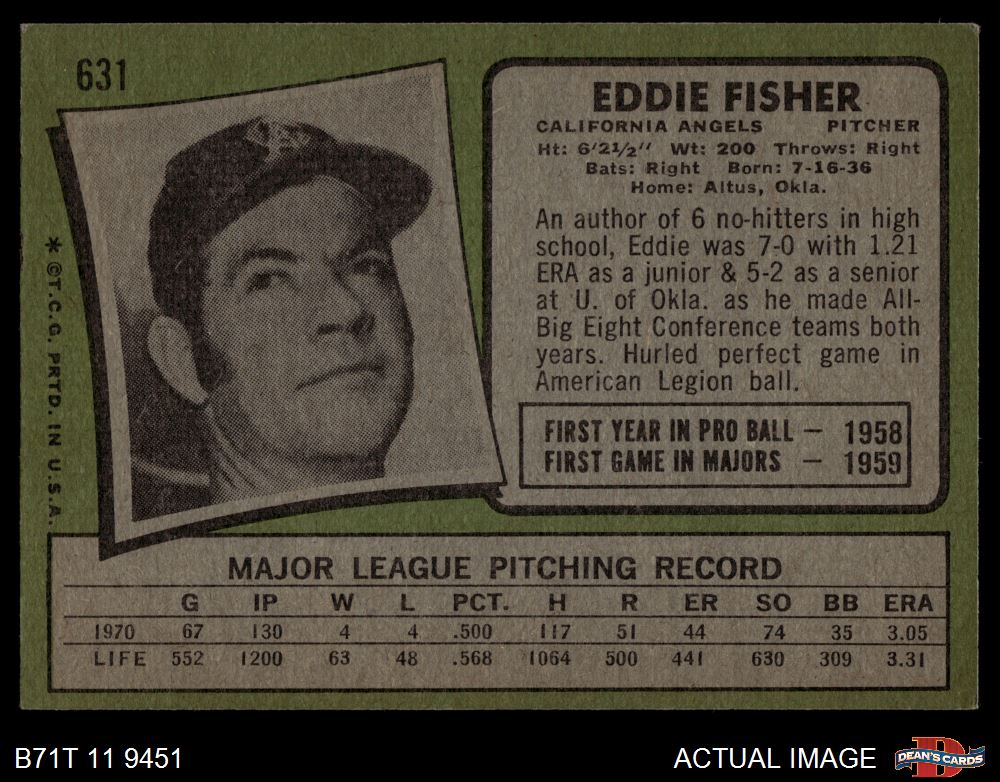 631
EDDIE FISHER
CALIFORNIA ANGELS PITCHER
Ht: 6'2½" Wt: 200 Throws: Right
Bats: Right Born: 7-16-36
Home: Altus, Okla.
An author of 6 no-hitters in high
school, Eddie was 7-0 with 1.21
ERA as a junior & 5-2 as a senior
at U. of Okla. as he made All-
Big Eight Conference teams both
years. Hurled perfect game in
American Legion ball.
FIRST YEAR IN PRO BALL – 1958
FIRST GAME IN MAJORS – 1959
* ©T.C.G. PRTD. IN U.S.A.
MAJOR LEAGUE PITCHING RECORD
G IP W L PCT. H R ER SO BB ERA
1970 67 130 4 4 .500 117 51 44 74 35 3.05
LIFE 552 1200 63 48 .568 1064 500 441 630 309 3.31
B71T 11 9451
ACTUAL IMAGE
D
DEAN'S CARDS